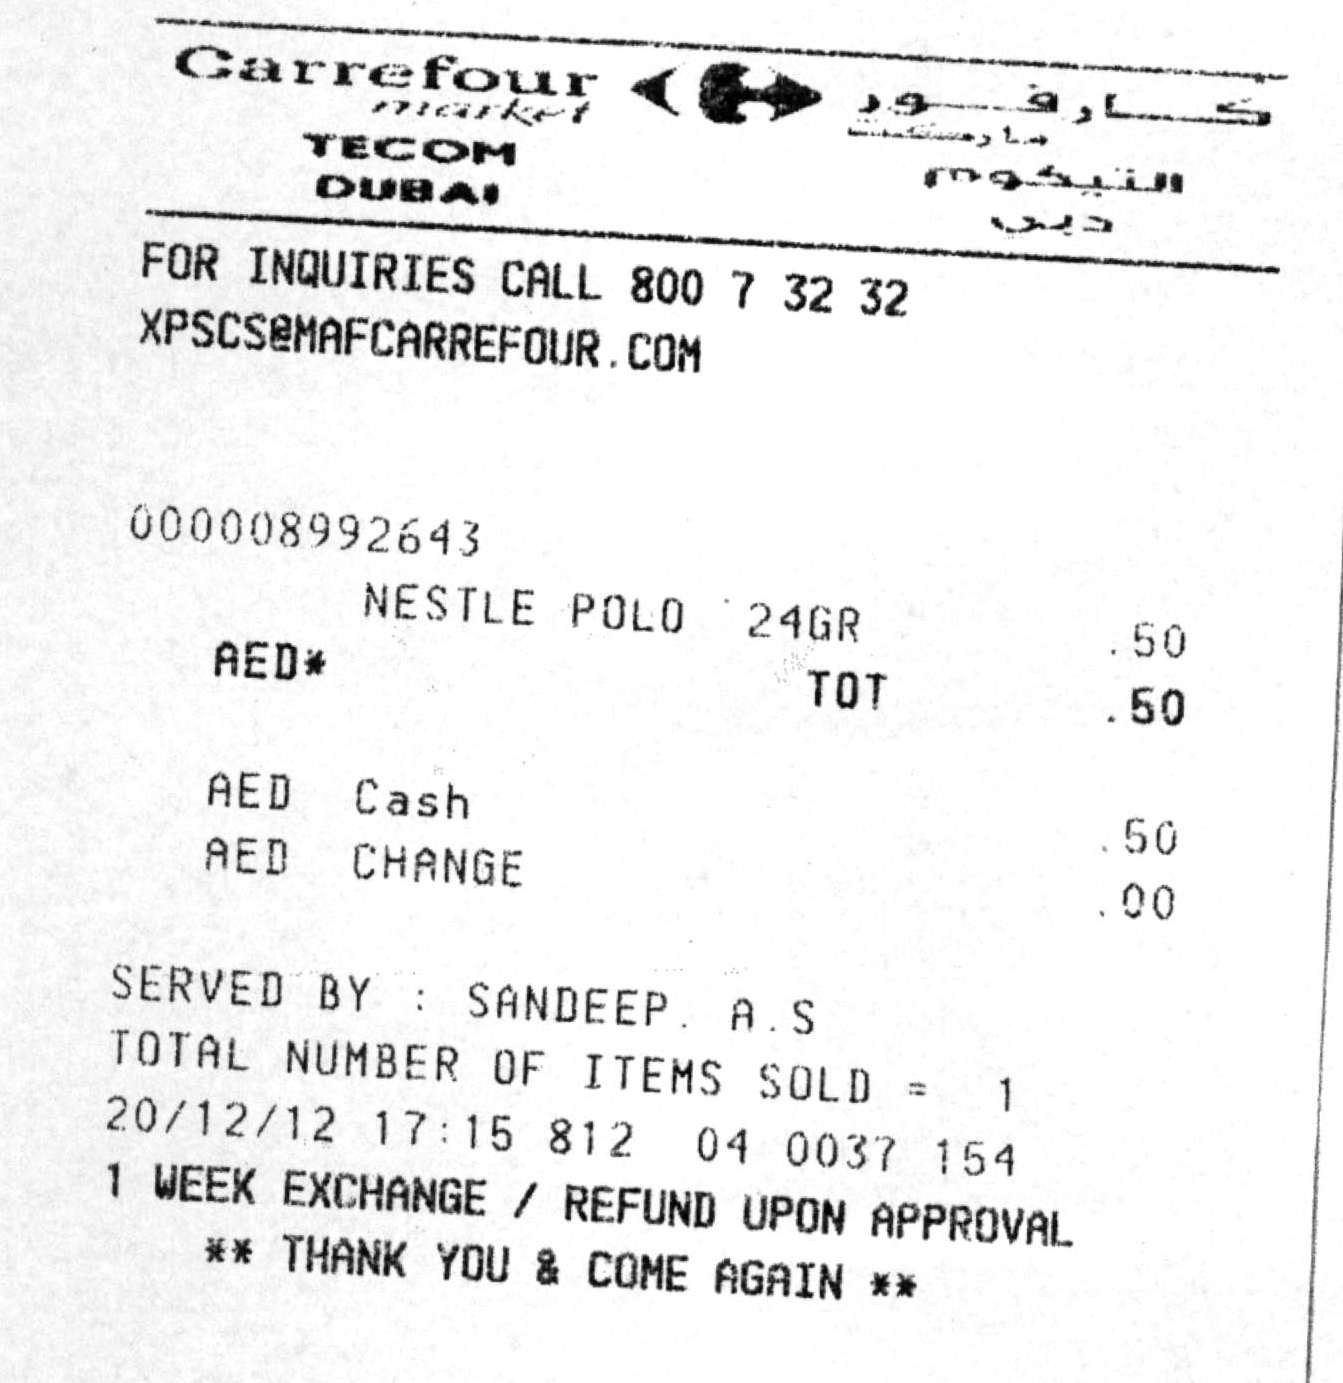 Carrefour كارفور
market ماركت
TECOM التيكوم
DUBAI دبي
FOR INQUIRIES CALL 800 7 32 32
XPSCS@MAFCARREFOUR.COM
000008992643
NESTLE POLO 24GR .50
AED* TOT .50
AED Cash .50
AED CHANGE .00
SERVED BY : SANDEEP. A.S
TOTAL NUMBER OF ITEMS SOLD = 1
20/12/12 17:15 812 04 0037 154
1 WEEK EXCHANGE / REFUND UPON APPROVAL
** THANK YOU & COME AGAIN **